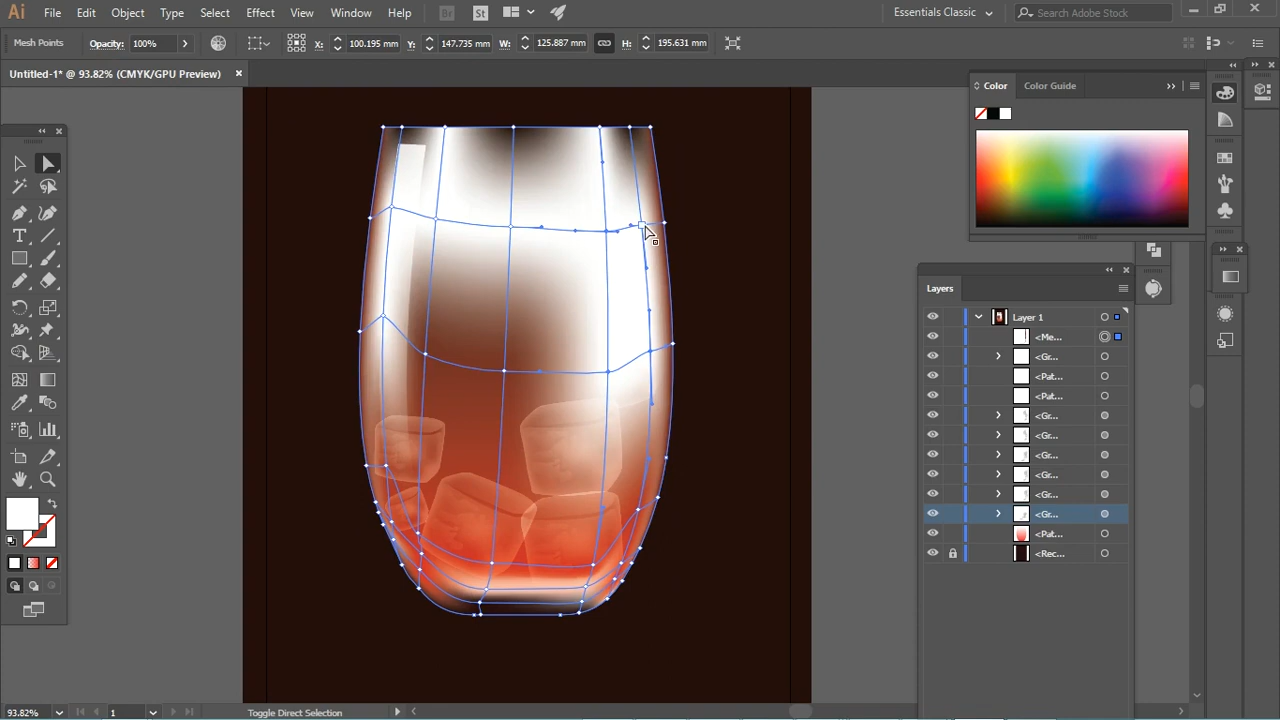 Ai File Edit Object Type Select Effect View Window Help Br St Essentials Classic Search Adobe Stock
Mesh Points Opacity: 100% X: 100.195 mm Y: 147.735 mm W: 125.887 mm H: 195.631 mm
Untitled-1* @ 93.82% (CMYK/GPU Preview)
Color Color Guide
Layers
Layer 1
<Me...
<Gr...
<Pat...
<Pat...
<Gr...
<Gr...
<Gr...
<Gr...
<Gr...
<Gr...
<Pat...
<Rec...
93.82% 1 Toggle Direct Selection